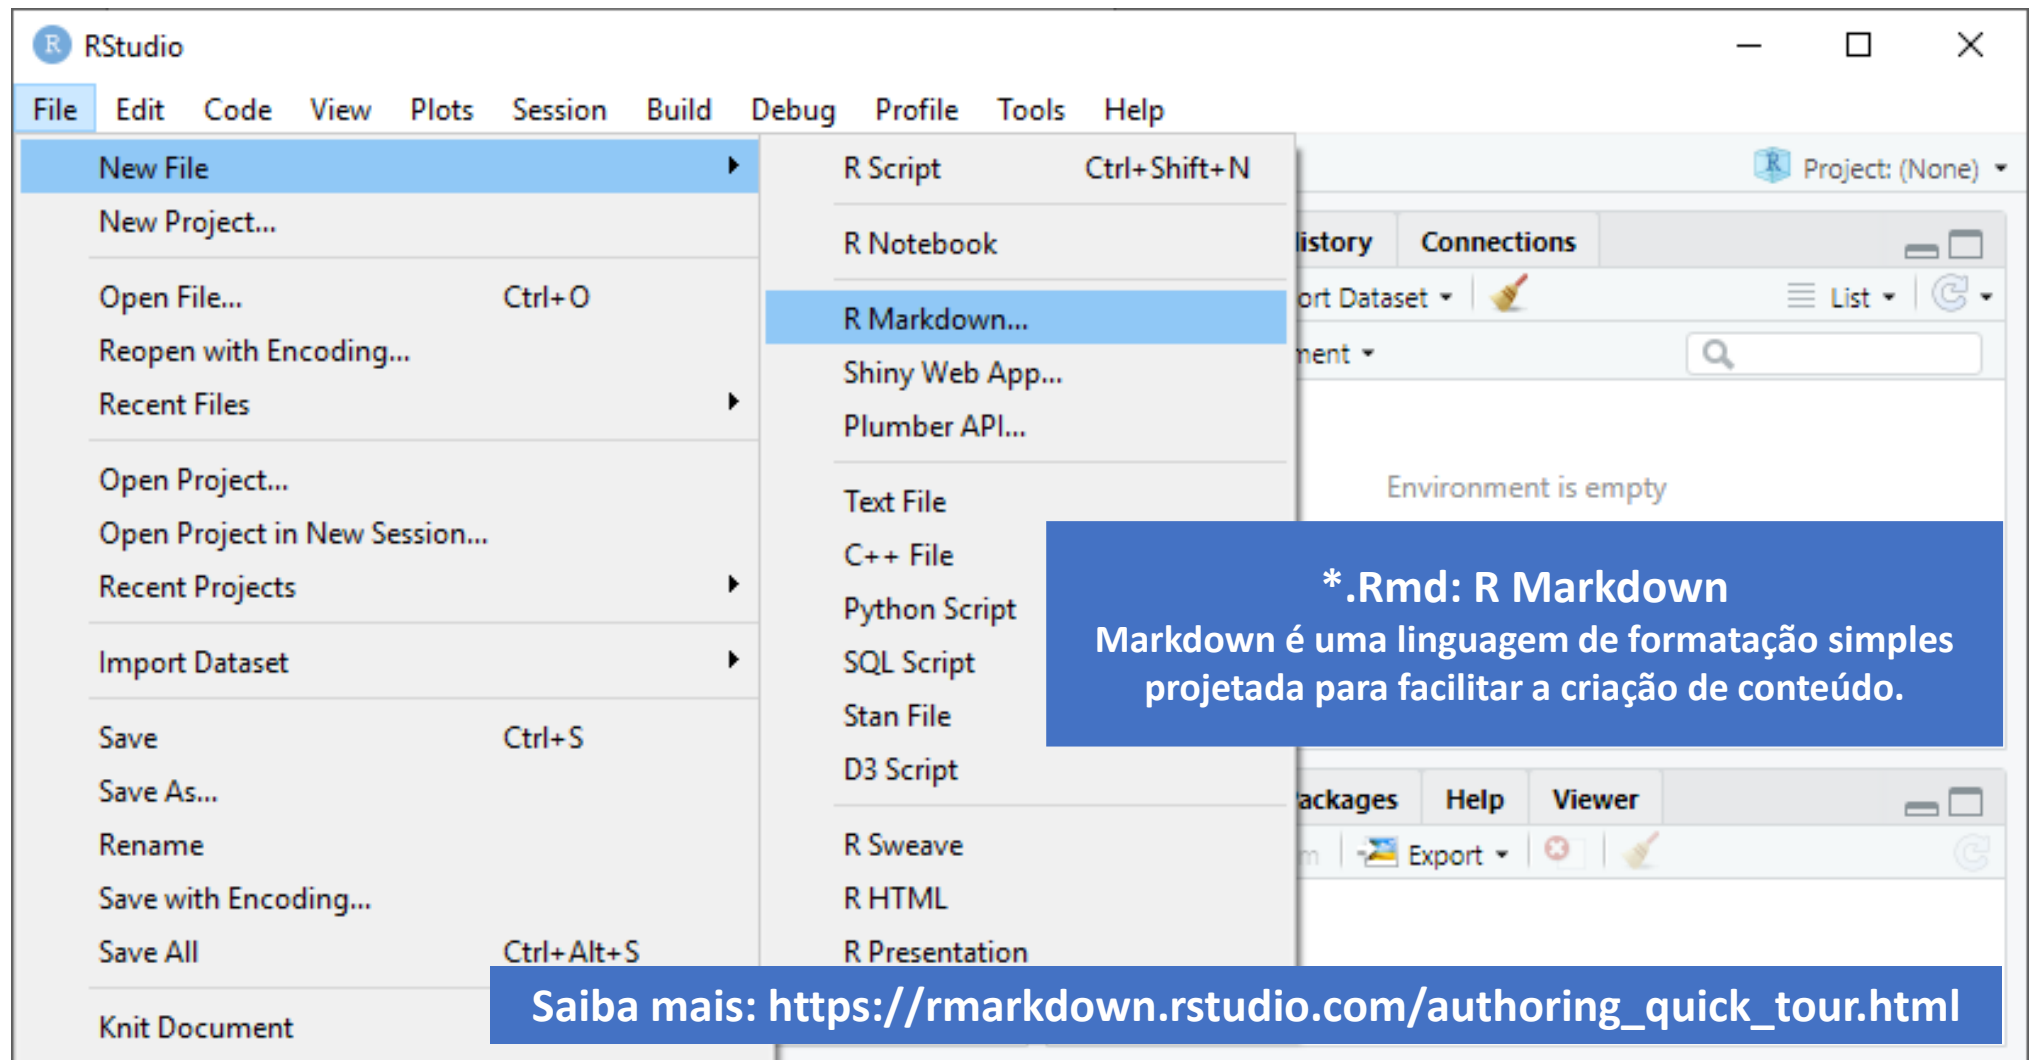 RStudio
File Edit Code View Plots Session Build Debug Profile Tools Help
New File
New Project...
Open File... Ctrl+O
Reopen with Encoding...
Recent Files
Open Project...
Open Project in New Session...
Recent Projects
Import Dataset
Save Ctrl+S
Save As...
Rename
Save with Encoding...
Save All Ctrl+Alt+S
Knit Document
R Script Ctrl+Shift+N
R Notebook
R Markdown...
Shiny Web App...
Plumber API...
Text File
C++ File
Python Script
SQL Script
Stan File
D3 Script
R Sweave
R HTML
R Presentation
Project: (None)
istory Connections
ort Dataset List
ment
Environment is empty
*.Rmd: R Markdown
Markdown é uma linguagem de formatação simples
projetada para facilitar a criação de conteúdo.
ackages Help Viewer
m Export
Saiba mais: https://rmarkdown.rstudio.com/authoring_quick_tour.html